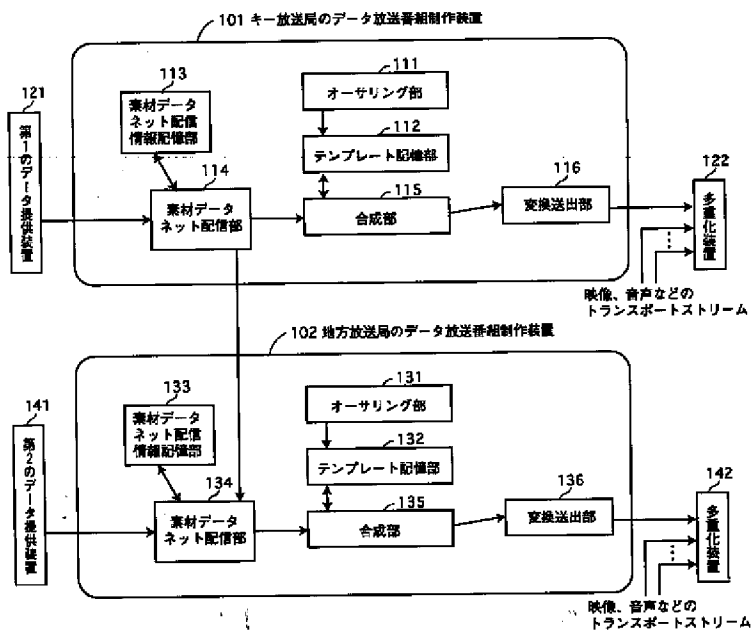 101 キー放送局のデータ放送番組制作装置
113
素材データ
ネット配信
情報記憶部
111
オーサリング部
121
第1のデータ提供装置
112
テンプレート記憶部
114
素材データ
ネット配信部
115
合成部
116
変換送出部
122
多重化装置
映像、音声などの
トランスポートストリーム
102 地方放送局のデータ放送番組制作装置
133
素材データ
ネット配信
情報記憶部
131
オーサリング部
141
第2のデータ提供装置
132
テンプレート記憶部
134
素材データ
ネット配信部
135
合成部
136
変換送出部
142
多重化装置
映像、音声などの
トランスポートストリーム